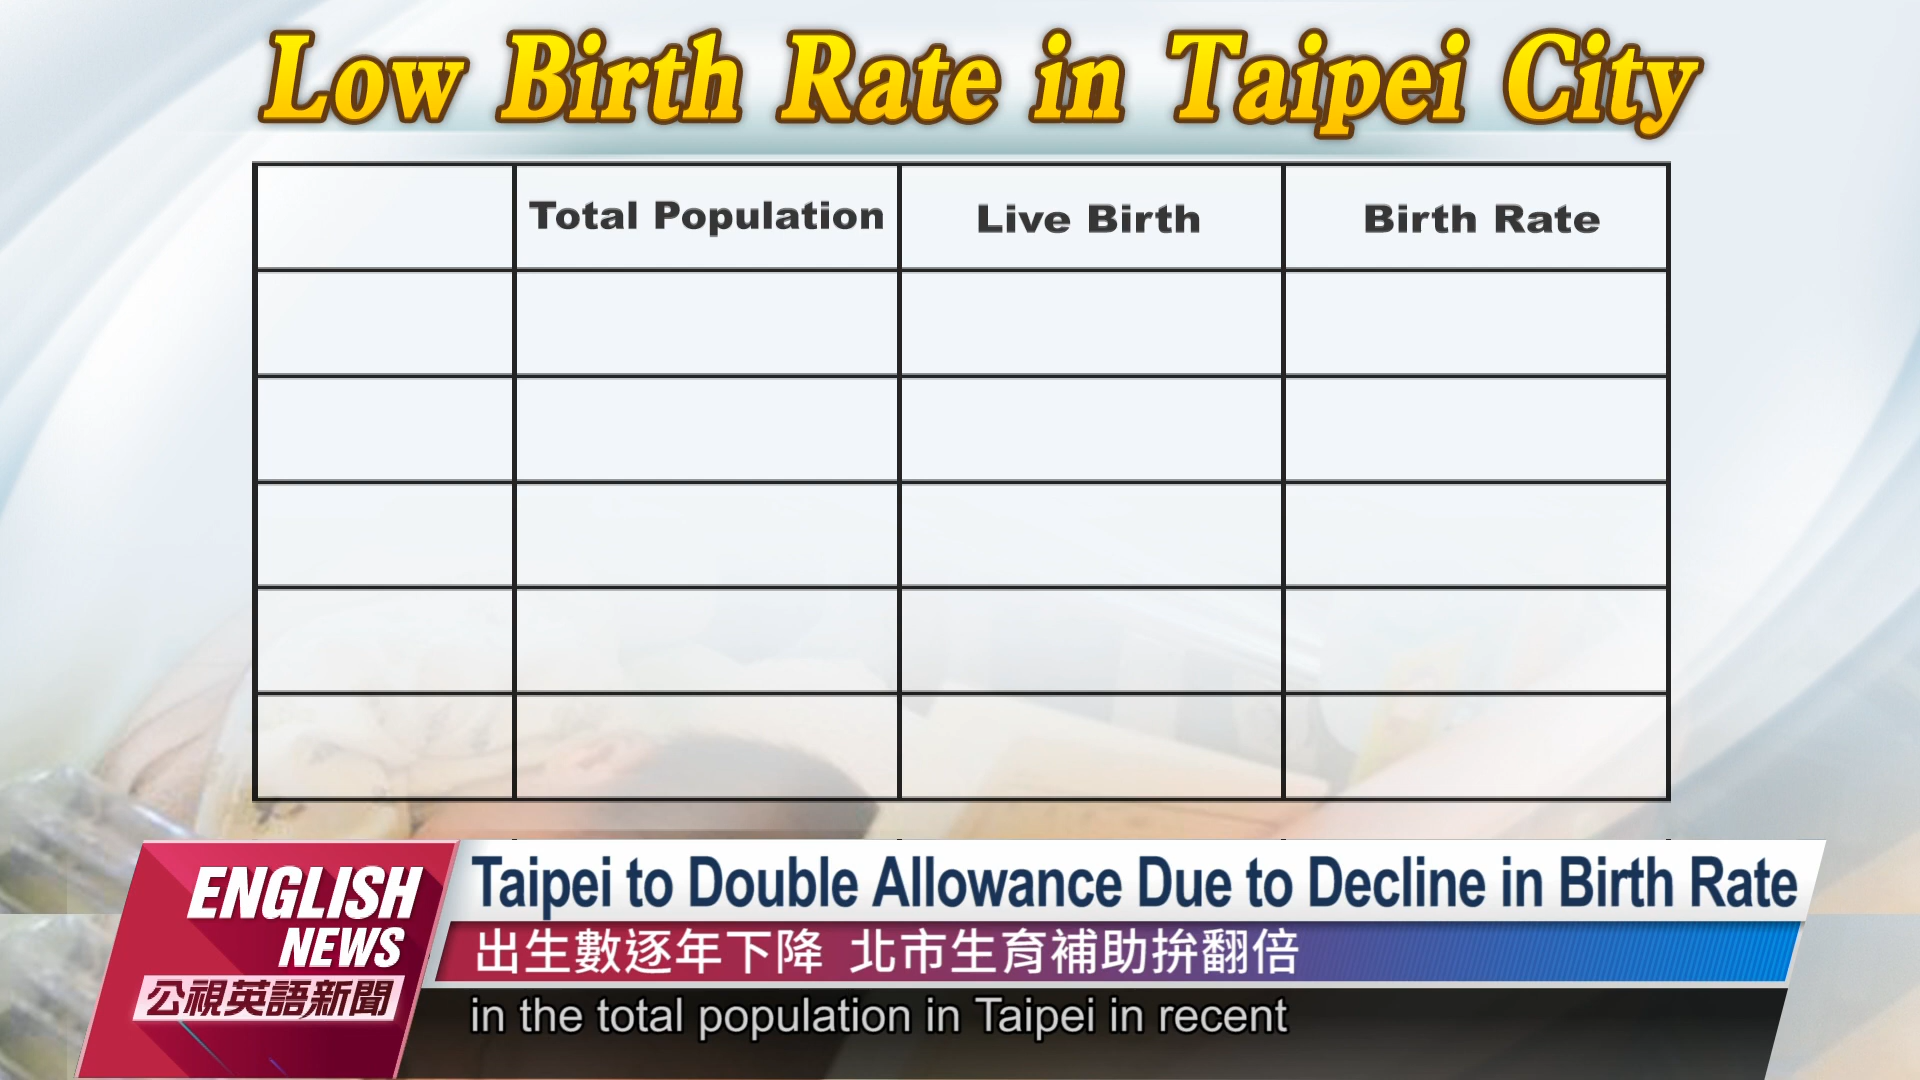 Low Birth Rate in Taipei City
Total Population
Live Birth
Birth Rate
ENGLISH
NEWS
公視英語新聞
Taipei to Double Allowance Due to Decline in Birth Rate
出生數逐年下降 北市生育補助拚翻倍
in the total population in Taipei in recent